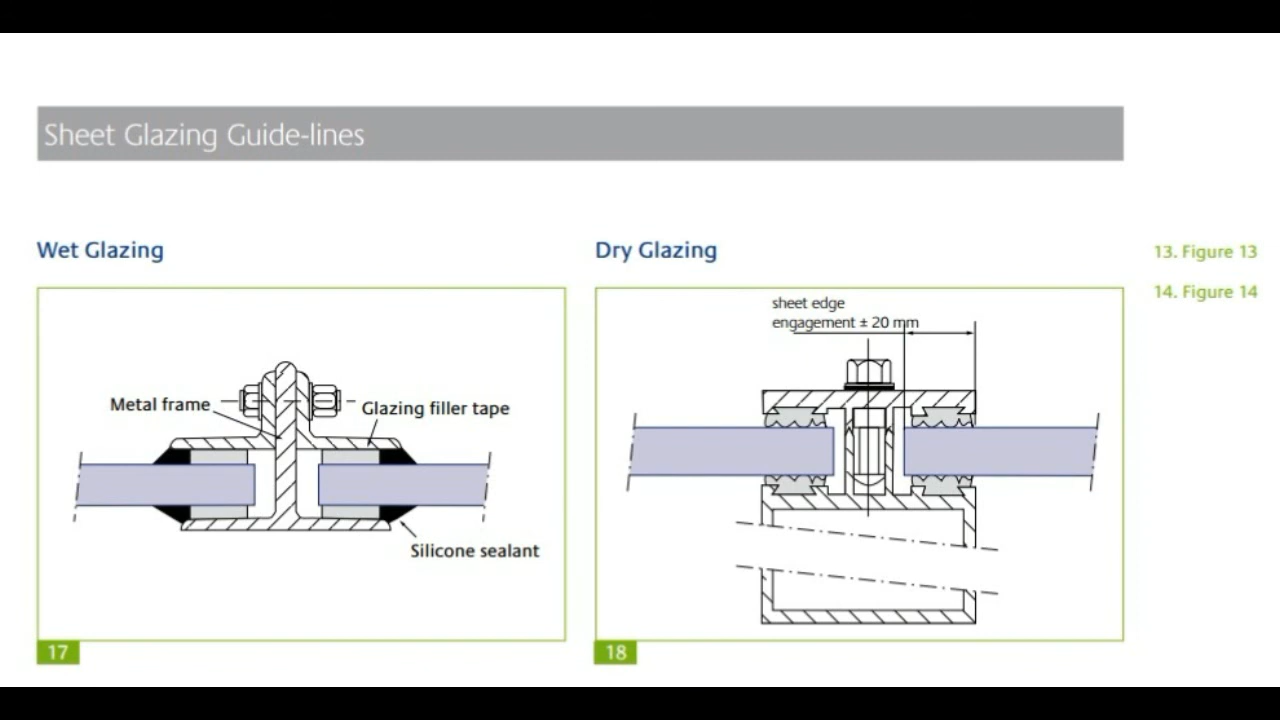 Sheet Glazing Guide-lines
Wet Glazing
Dry Glazing
13. Figure 13
14. Figure 14
Metal frame
Glazing filler tape
Silicone sealant
17
sheet edge
engagement ± 20 mm
18